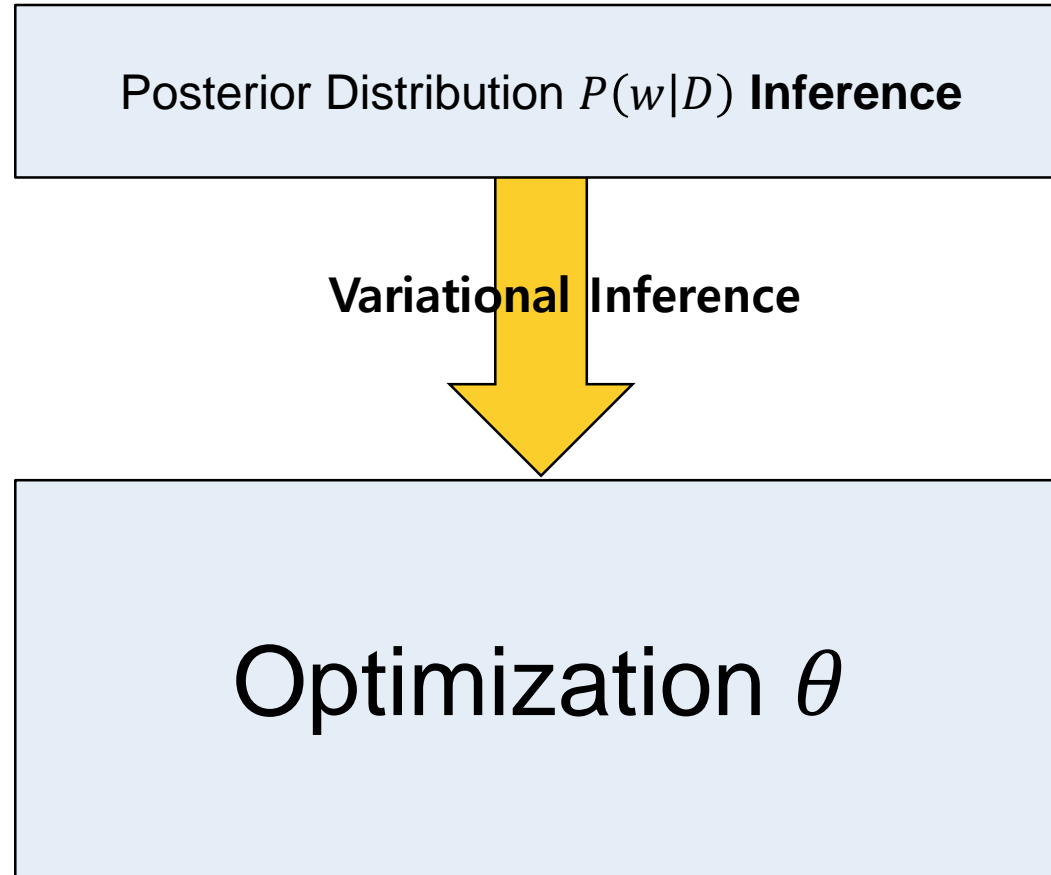 Posterior Distribution P(w|D) Inference
Variational Inference
Optimization θ